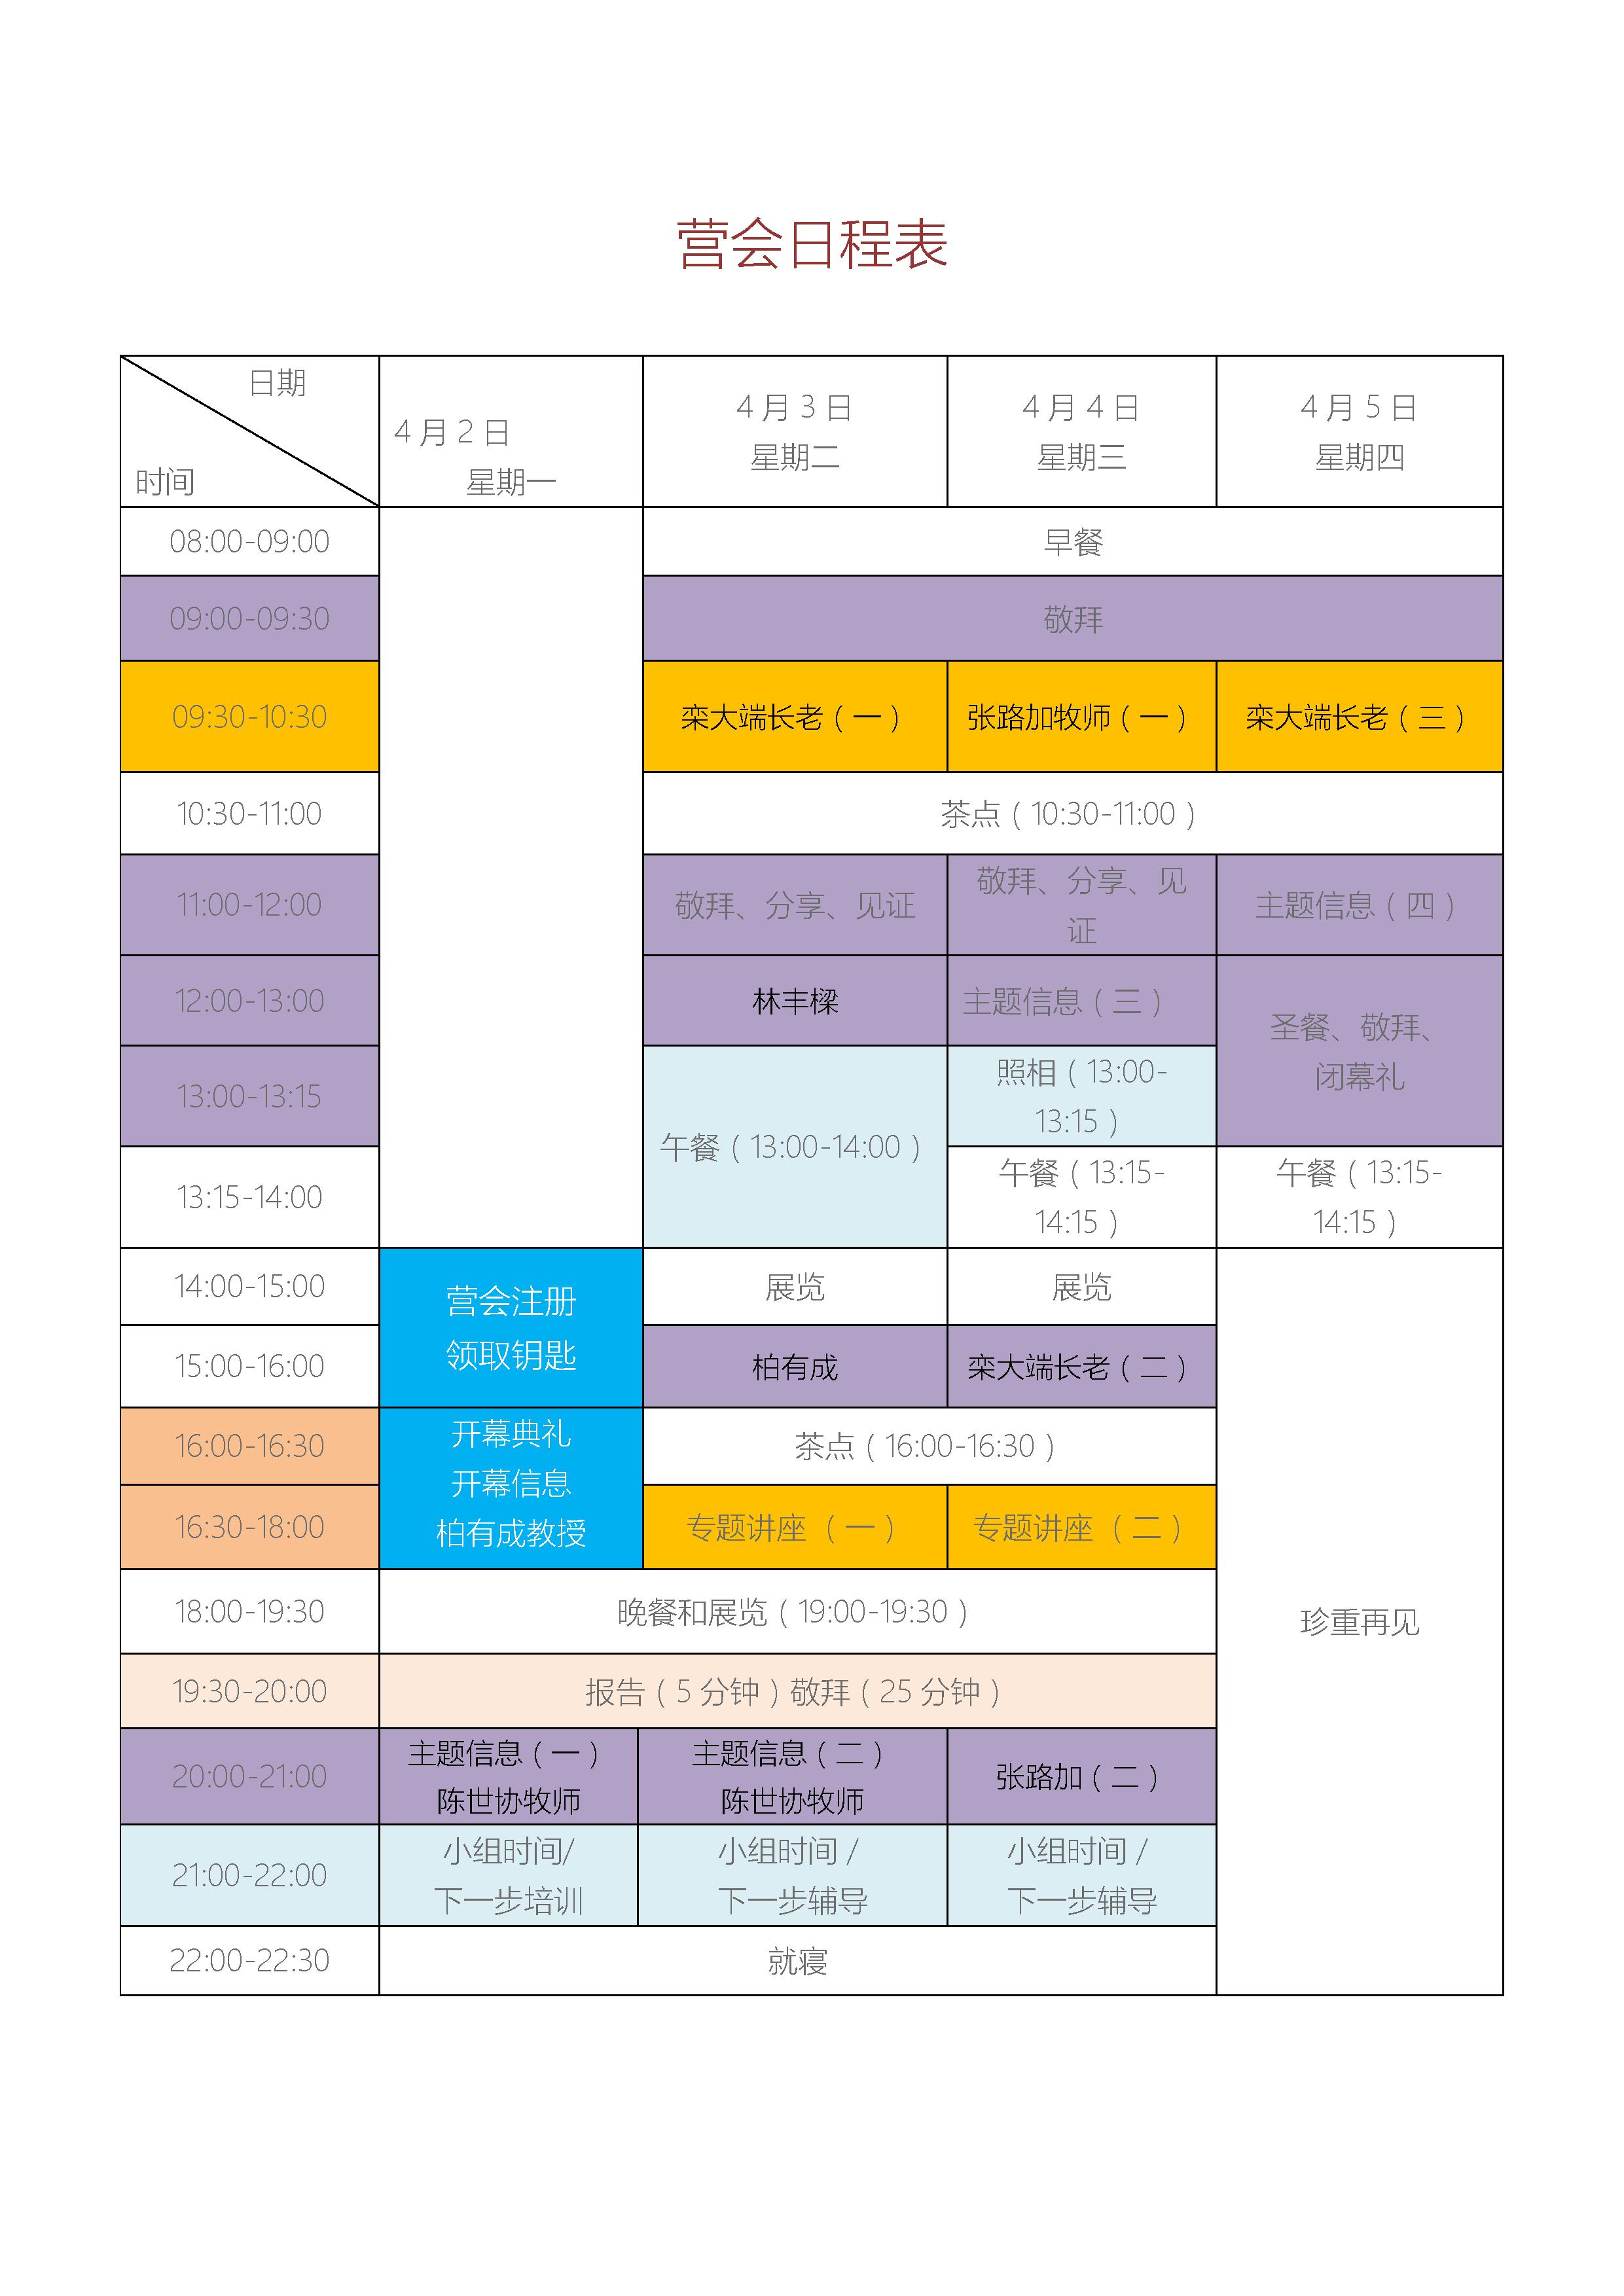 营会日程表
日期
时间
4 月 2 日
星期一
4 月 3 日
星期二
4 月 4 日
星期三
4 月 5 日
星期四
08:00-09:00
早餐
09:00-09:30
敬拜
09:30-10:30
栾大端长老（一）
张路加牧师（一）
栾大端长老（三）
10:30-11:00
茶点（10:30-11:00）
11:00-12:00
敬拜、分享、见证
敬拜、分享、见
证
主题信息（四）
12:00-13:00
林丰樑
主题信息（三）
圣餐、敬拜、
闭幕礼
13:00-13:15
午餐（13:00-14:00）
照相（13:00-
13:15）
13:15-14:00
午餐（13:15-
14:15）
午餐（13:15-
14:15）
14:00-15:00
营会注册
领取钥匙
展览
展览
15:00-16:00
柏有成
栾大端长老（二）
16:00-16:30
开幕典礼
开幕信息
柏有成教授
茶点（16:00-16:30）
16:30-18:00
专题讲座 （一）
专题讲座 （二）
18:00-19:30
晚餐和展览（19:00-19:30）
珍重再见
19:30-20:00
报告（5 分钟）敬拜（25 分钟）
20:00-21:00
主题信息（一）
陈世协牧师
主题信息（二）
陈世协牧师
张路加（二）
21:00-22:00
小组时间/
下一步培训
小组时间 /
下一步辅导
小组时间 /
下一步辅导
22:00-22:30
就寝